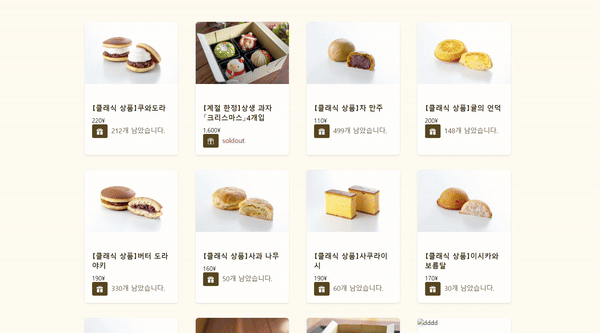 [클래식 상품]쿠와도라
220¥
212개 남았습니다.
[계절 한정]상생 과자
「크리스마스」4개입
1,600¥
soldout
[클래식 상품]차 만주
110¥
499개 남았습니다.
[클래식 상품]귤의 언덕
200¥
148개 남았습니다.
[클래식 상품]버터 도라
야키
190¥
330개 남았습니다.
[클래식 상품]사과 나무
160¥
50개 남았습니다.
[클래식 상품]사쿠라이
시
190¥
60개 남았습니다.
[클래식 상품]이시카와
보름달
170¥
30개 남았습니다.
dddd